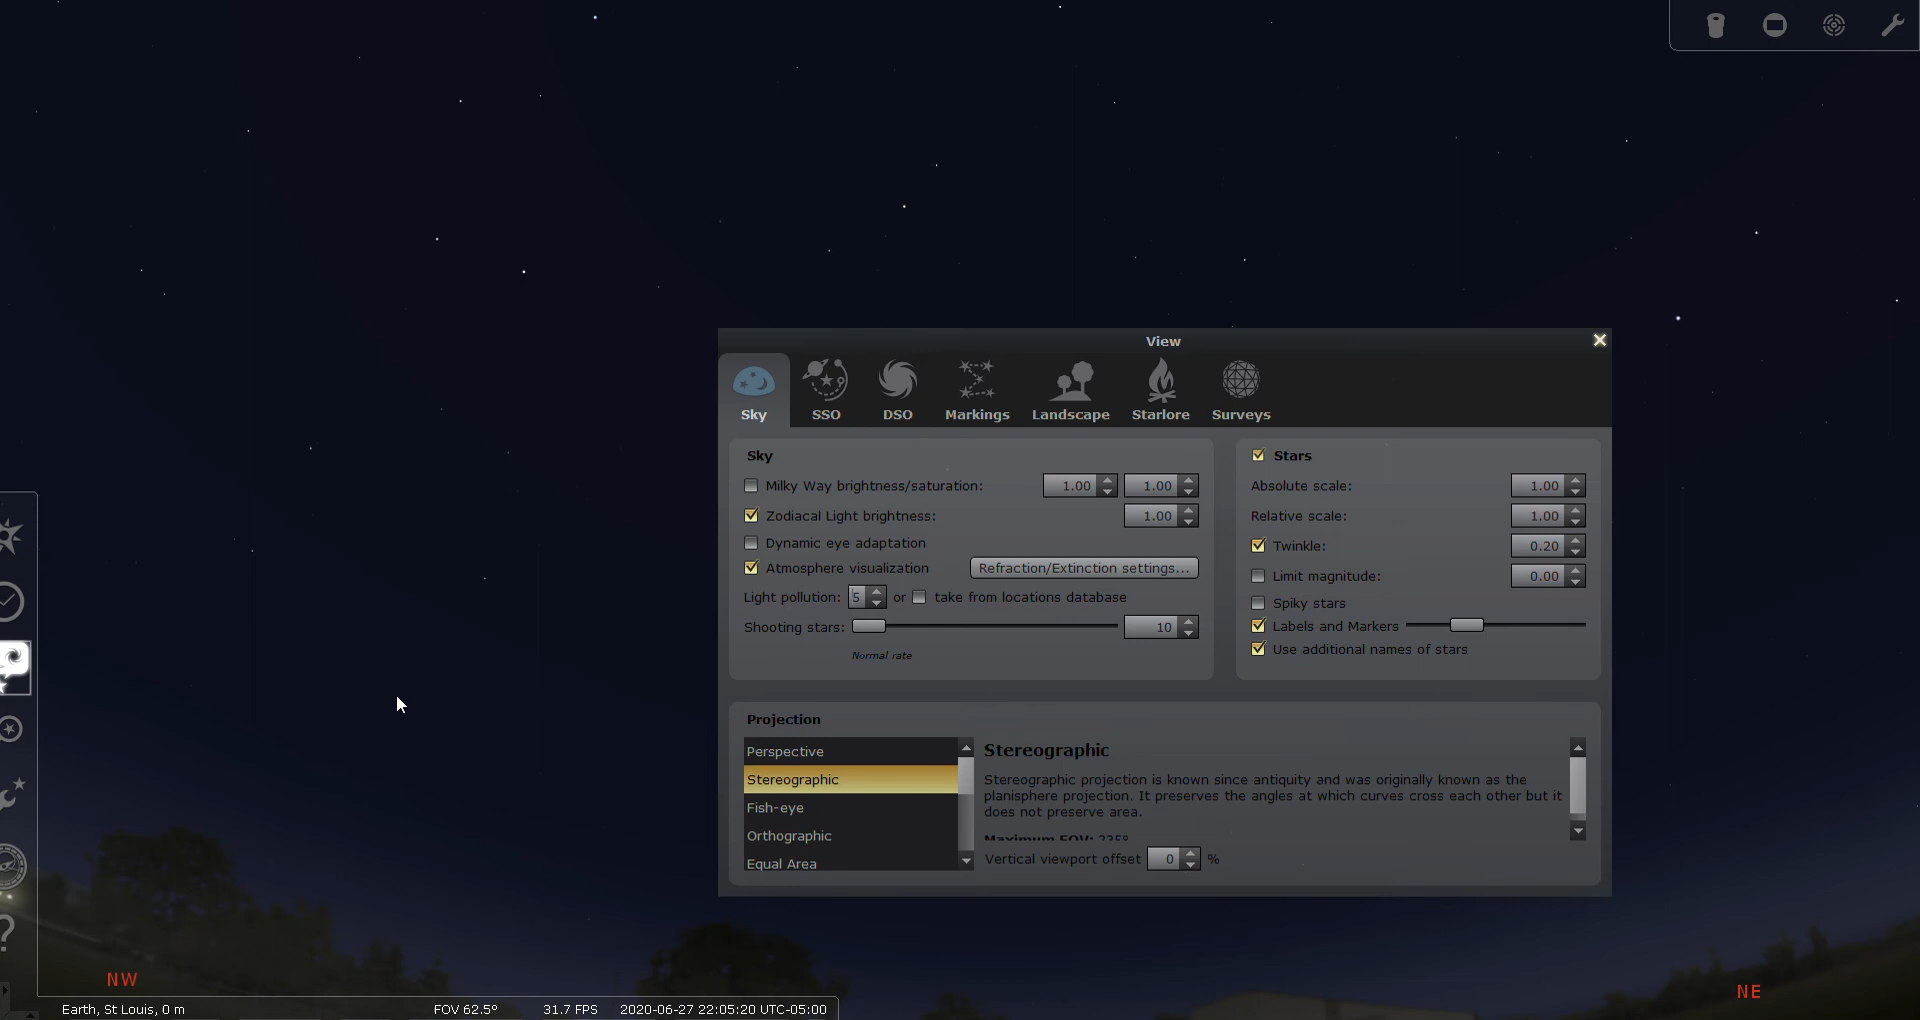 View
Sky SSO DSO Markings Landscape Starlore Surveys
Sky
Milky Way brightness/saturation: 1.00 1.00
Zodiacal Light brightness: 1.00
Dynamic eye adaptation
Atmosphere visualization Refraction/Extinction settings...
Light pollution: 5 or take from locations database
Shooting stars: 10
Normal rate
Stars
Absolute scale: 1.00
Relative scale: 1.00
Twinkle: 0.20
Limit magnitude: 0.00
Spiky stars
Labels and Markers
Use additional names of stars
Projection
Perspective
Stereographic
Fish-eye
Orthographic
Equal Area
Stereographic
Stereographic projection is known since antiquity and was originally known as the
planisphere projection. It preserves the angles at which curves cross each other but it
does not preserve area.
Maximum FOV: 235°
Vertical viewport offset 0 %
NW
NE
Earth, St Louis, 0 m FOV 62.5° 31.7 FPS 2020-06-27 22:05:20 UTC-05:00